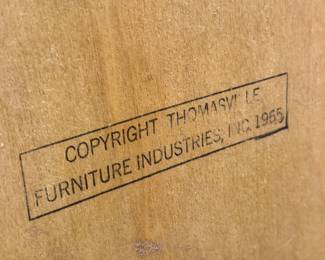 COPYRIGHT THOMASVILLE
FURNITURE INDUSTRIES, INC. 1965